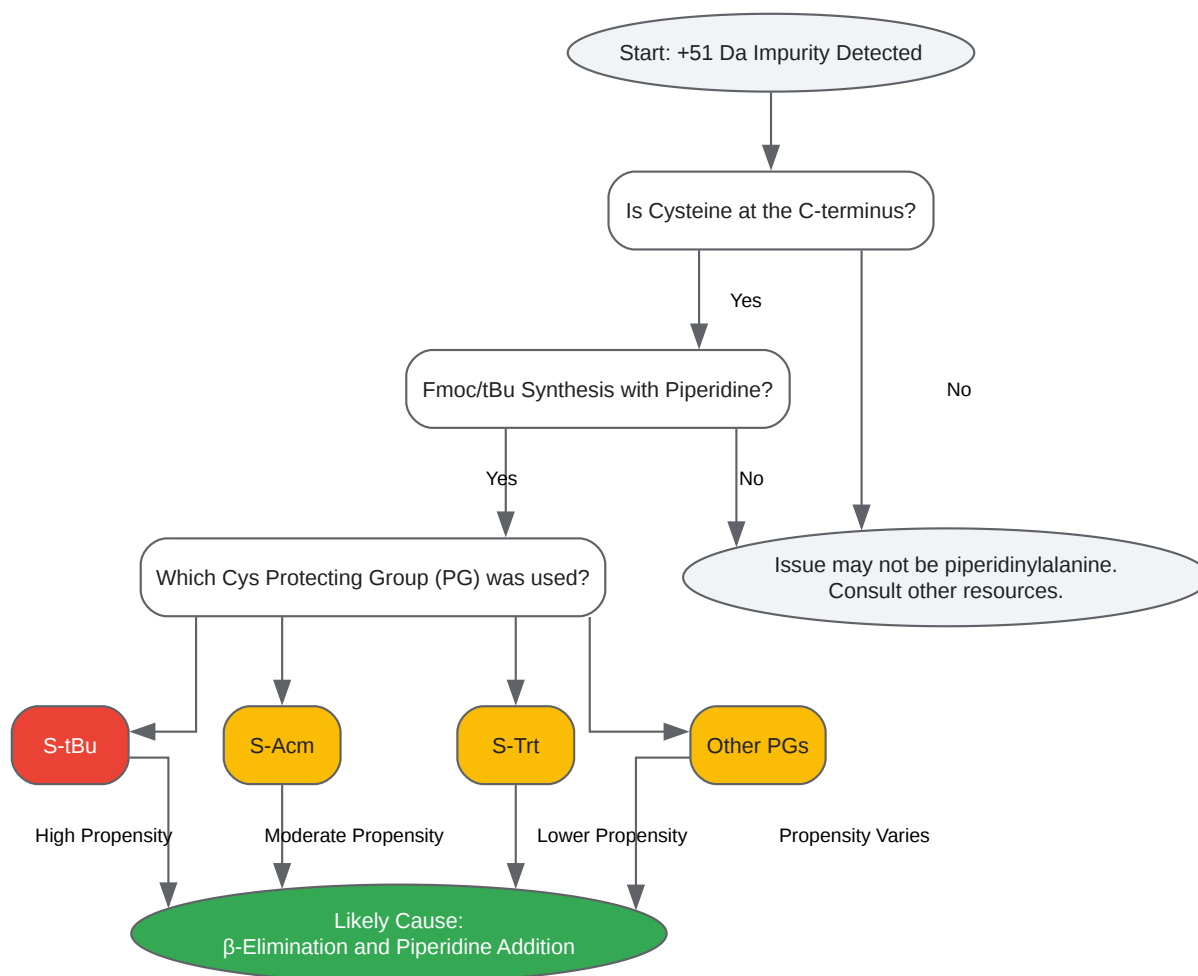 Start: +51 Da Impurity Detected
Is Cysteine at the C-terminus?
Yes
No
Fmoc/tBu Synthesis with Piperidine?
Yes
No
Which Cys Protecting Group (PG) was used?
Issue may not be piperidinylalanine.
Consult other resources.
S-tBu
S-Acm
S-Trt
Other PGs
High Propensity
Moderate Propensity
Lower Propensity
Propensity Varies
Likely Cause:
β-Elimination and Piperidine Addition